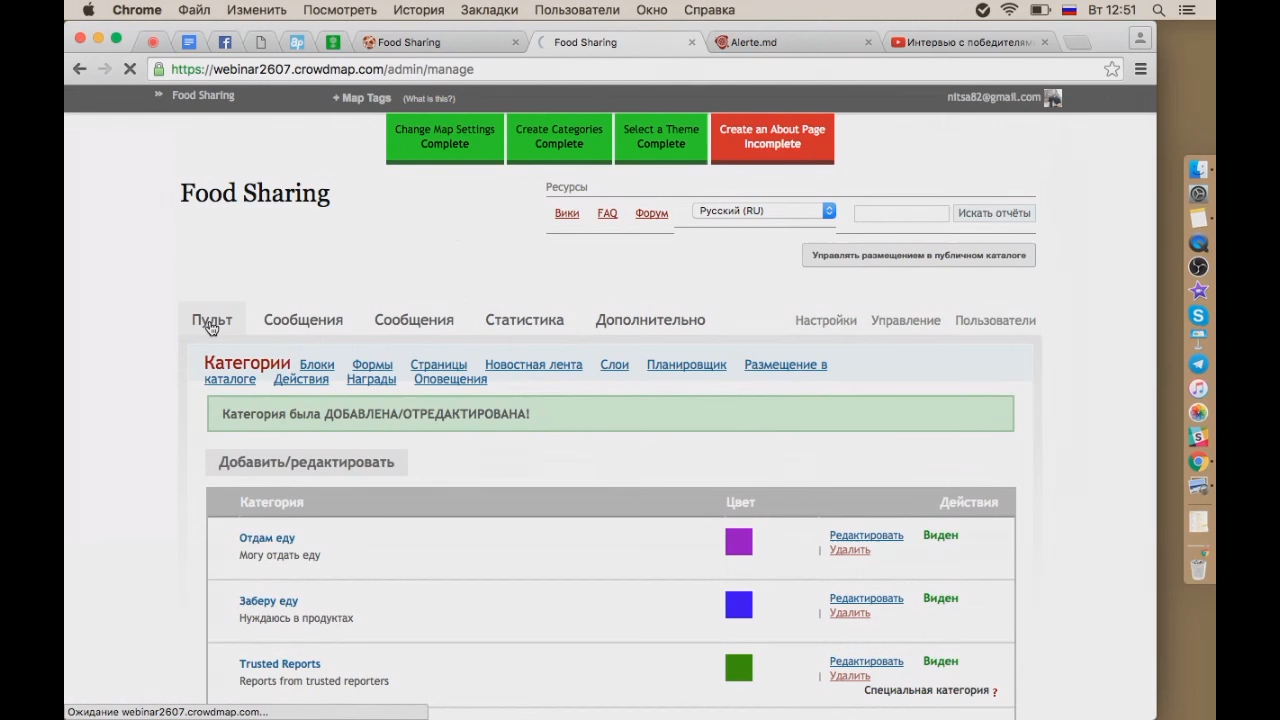 Chrome Файл Изменить Посмотреть История Закладки Пользователи Окно Справка Вт 12:51
Food Sharing Food Sharing Alerte.md Интервью с победителям
https://webinar2607.crowdmap.com/admin/manage
» Food Sharing + Map Tags (What is this?) nitsa82@gmail.com
Change Map Settings
Complete
Create Categories
Complete
Select a Theme
Complete
Create an About Page
Incomplete
Food Sharing
Ресурсы
Вики FAQ Форум Русский (RU) Искать отчёты
Управлять размещением в публичном каталоге
Пульт Сообщения Сообщения Статистика Дополнительно Настройки Управление Пользователи
Категории Блоки Формы Страницы Новостная лента Слои Планировщик Размещение в
каталоге Действия Награды Оповещения
Категория была ДОБАВЛЕНА/ОТРЕДАКТИРОВАНА!
Добавить/редактировать
Категория Цвет Действия
Отдам еду Редактировать Виден
Могу отдать еду | Удалить
Заберу еду Редактировать Виден
Нуждаюсь в продуктах | Удалить
Trusted Reports Редактировать Виден
Reports from trusted reporters | Удалить
Специальная категория ?
Ожидание webinar2607.crowdmap.com...